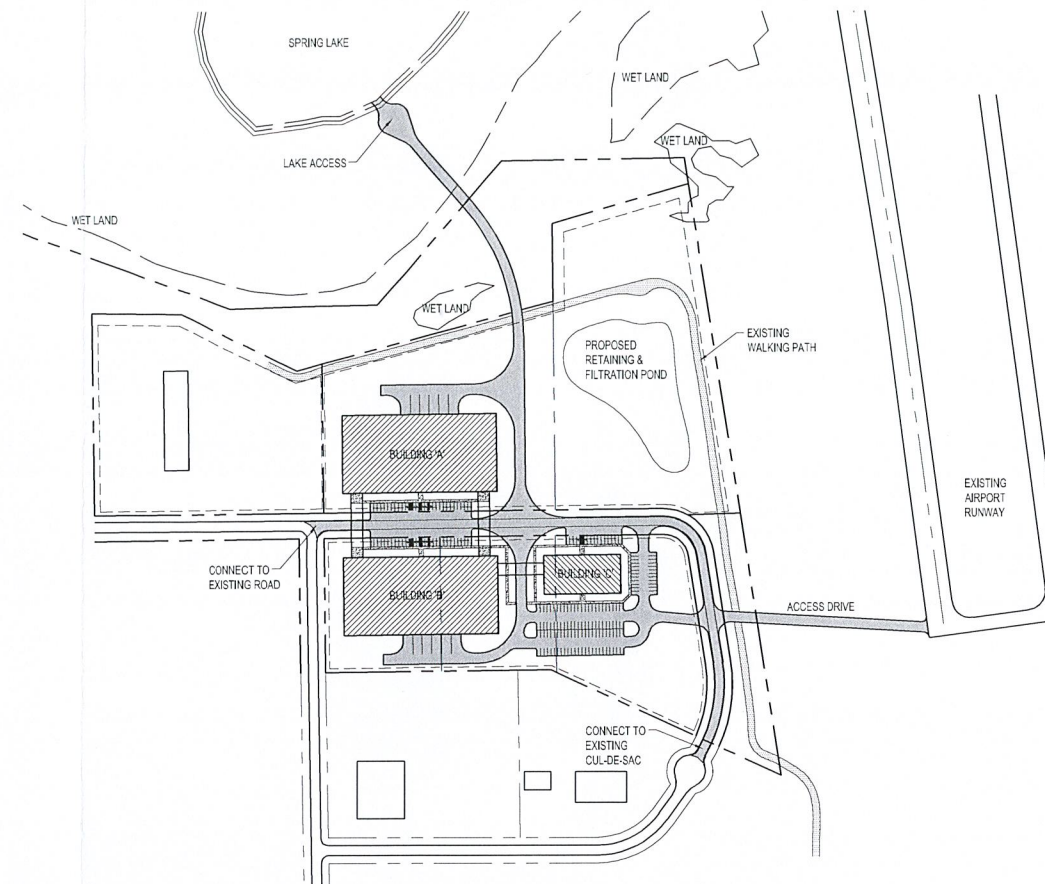 SPRING LAKE
WET LAND
WET LAND
LAKE ACCESS
WET LAND
WET LAND
EXISTING
WALKING PATH
PROPOSED
RETAINING &
FILTRATION POND
BUILDING 'A'
EXISTING
AIRPORT
RUNWAY
CONNECT TO
EXISTING ROAD
BUILDING 'B'
BUILDING 'C'
ACCESS DRIVE
CONNECT TO
EXISTING
CUL-DE-SAC